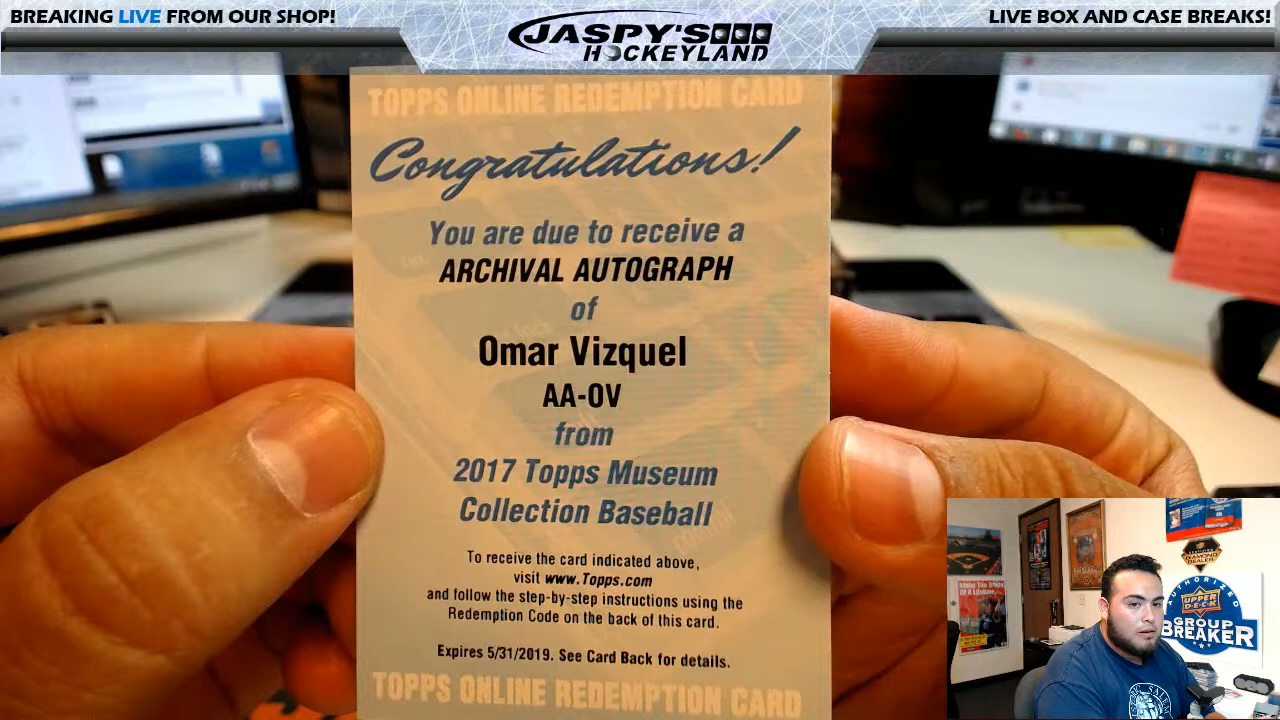 BREAKING LIVE FROM OUR SHOP!
JASPY'S
HOCKEYLAND
LIVE BOX AND CASE BREAKS!
TOPPS ONLINE REDEMPTION CARD
Congratulations!
You are due to receive a
ARCHIVAL AUTOGRAPH
of
Omar Vizquel
AA-OV
from
2017 Topps Museum
Collection Baseball
To receive the card indicated above,
visit www.Topps.com
and follow the step-by-step instructions using the
Redemption Code on the back of this card.
Expires 5/31/2019. See Card Back for details.
TOPPS ONLINE REDEMPTION CARD
DIAMOND
DEALER
AUTHORIZED
UPPER
DECK
GROUP
BREAKER